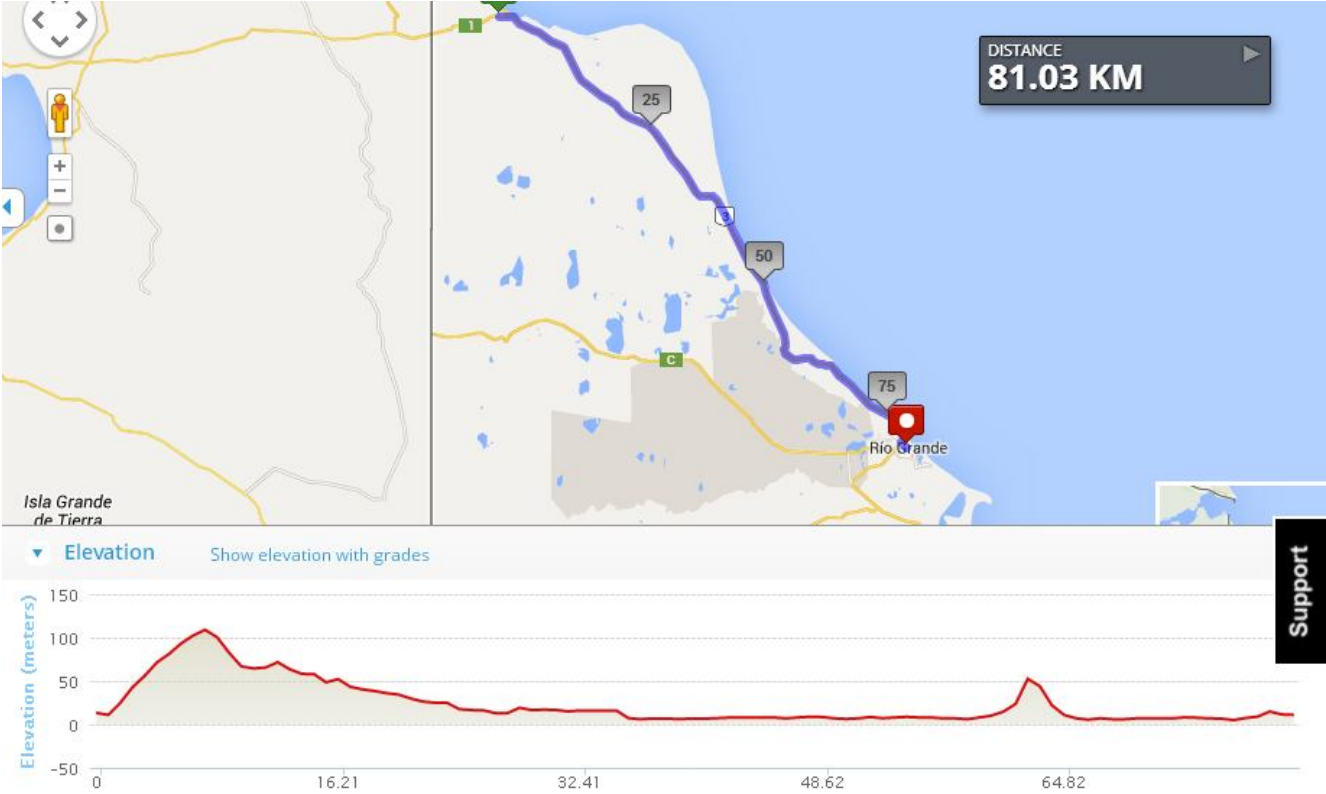 1
DISTANCE
81.03 KM
25
+
−
3
50
C
75
Río Grande
Isla Grande
de Tierra
Elevation
Show elevation with grades
Support
Elevation (meters)
150
100
50
0
-50
0
16.21
32.41
48.62
64.82